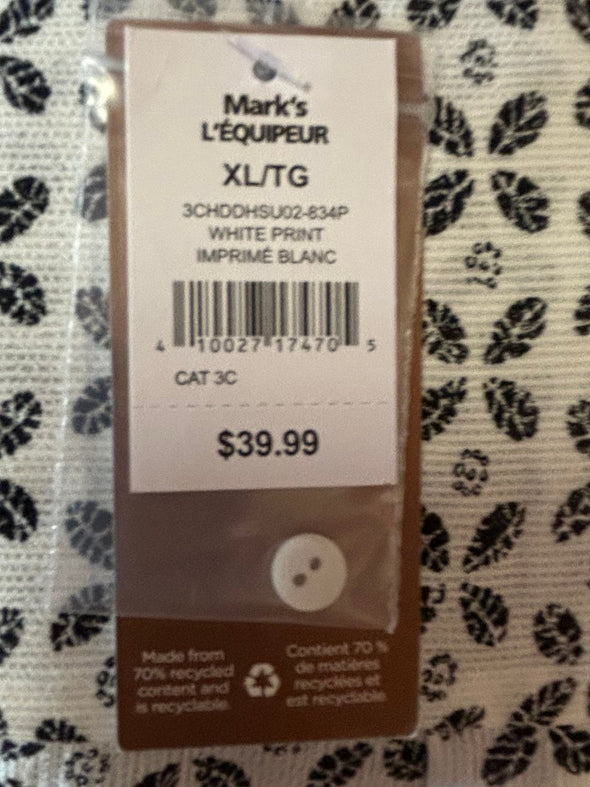 Mark's
L'ÉQUIPEUR
XL/TG
3CHDDHSU02-834P
WHITE PRINT
IMPRIMÉ BLANC
4 10027 17470 5
CAT 3C
$39.99
Made from
70% recycled
content and
is recyclable.
Contient 70 %
de matières
recyclées et
est recyclable.